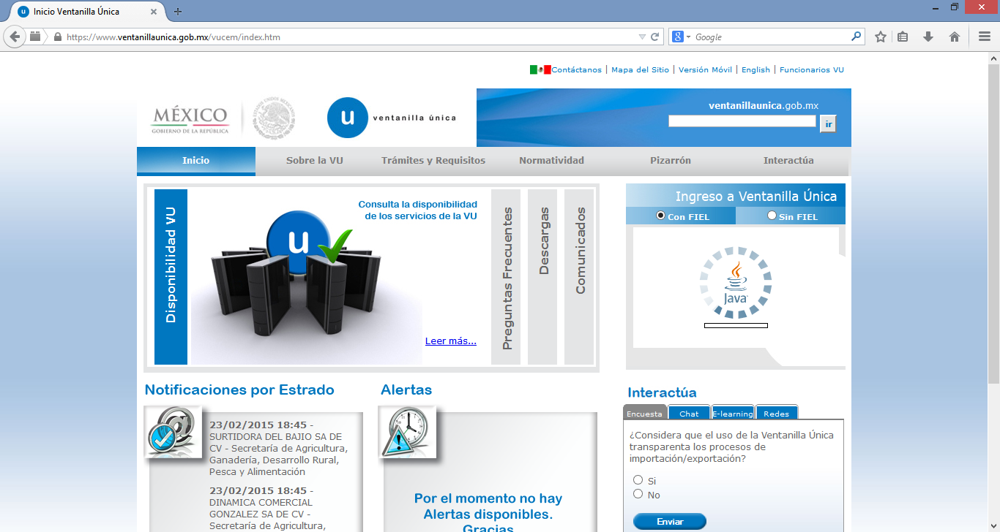 Inicio Ventanilla Única
https://www.ventanillaunica.gob.mx/vucem/index.htm
Google
Contáctanos | Mapa del Sitio | Versión Móvil | English | Funcionarios VU
MÉXICO
GOBIERNO DE LA REPÚBLICA
u
ventanilla única
ventanillaunica.gob.mx
ir
Inicio
Sobre la VU
Trámites y Requisitos
Normatividad
Pizarrón
Interactúa
Disponibilidad VU
Consulta la disponibilidad
de los servicios de la VU
u
Leer más...
Preguntas Frecuentes
Descargas
Comunicados
Ingreso a Ventanilla Única
Con FIEL
Sin FIEL
Java
Notificaciones por Estrado
23/02/2015 18:45 -
SURTIDORA DEL BAJIO SA DE
CV - Secretaría de Agricultura,
Ganadería, Desarrollo Rural,
Pesca y Alimentación
23/02/2015 18:45 -
DINAMICA COMERCIAL
GONZALEZ SA DE CV -
Secretaría de Agricultura,
Alertas
Por el momento no hay
Alertas disponibles.
Gracias
Interactúa
Encuesta
Chat
E-learning
Redes
¿Considera que el uso de la Ventanilla Única
transparenta los procesos de
importación/exportación?
Si
No
Enviar